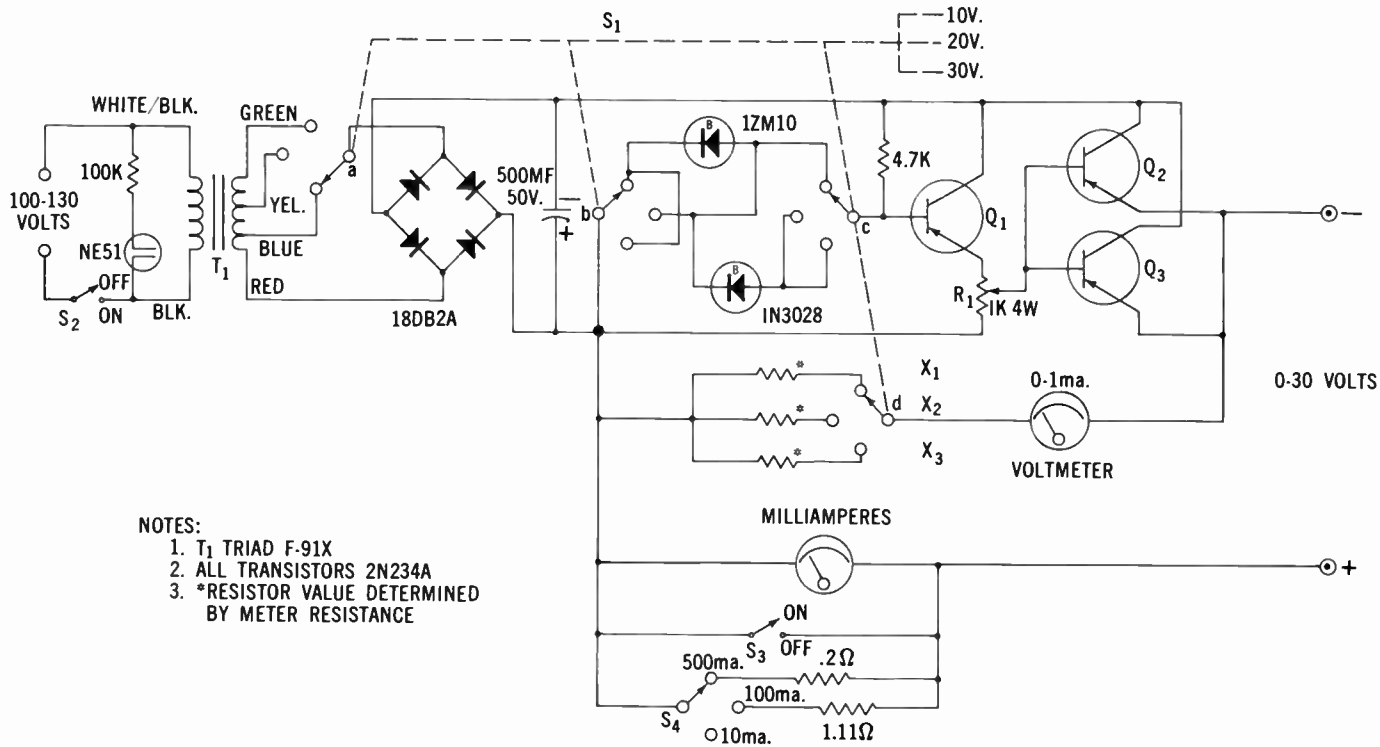 S1
10V.
20V.
30V.
WHITE/BLK.
GREEN
1ZM10
B
a
100K
4.7K
Q2
500MF
50V.
100-130
VOLTS
YEL.
b
c
Q1
−
+
NE51
BLUE
T1
B
Q3
OFF
RED
R1
1K 4W
S2
ON
BLK.
18DB2A
1N3028
*
X1
0-1ma.
0-30 VOLTS
*
d
X2
*
X3
VOLTMETER
MILLIAMPERES
NOTES:
1. T1 TRIAD F-91X
2. ALL TRANSISTORS 2N234A
3. *RESISTOR VALUE DETERMINED
BY METER RESISTANCE
+
ON
S3
OFF
500ma.
.2Ω
100ma.
S4
1.11Ω
10ma.